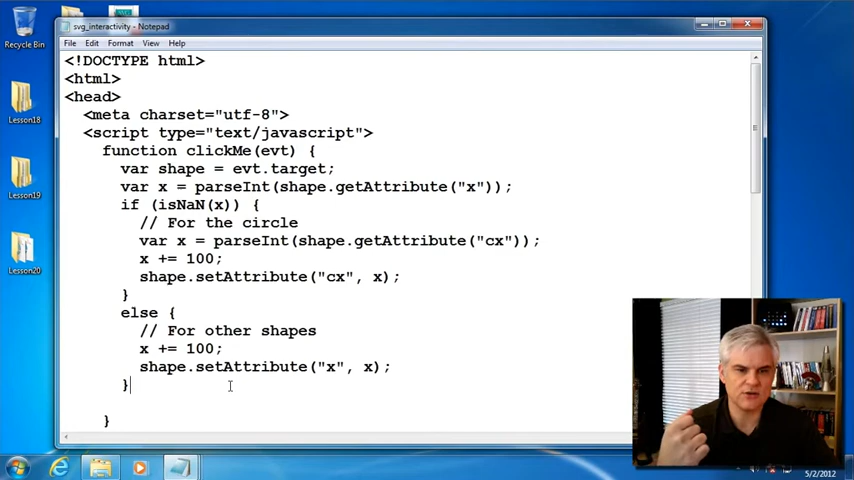 svg_interactivity - Notepad
Recycle Bin
File Edit Format View Help
<!DOCTYPE html>
<html>
<head>
<meta charset="utf-8">
<script type="text/javascript">
function clickMe(evt) {
var shape = evt.target;
var x = parseInt(shape.getAttribute("x"));
if (isNaN(x)) {
// For the circle
var x = parseInt(shape.getAttribute("cx"));
x += 100;
shape.setAttribute("cx", x);
}
else {
// For other shapes
x += 100;
shape.setAttribute("x", x);
}
}
Lesson18
Lesson19
Lesson20
5/2/2012